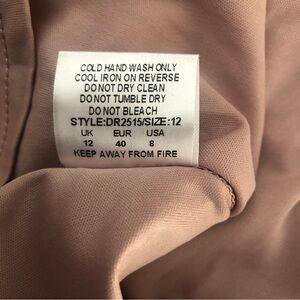 COLD HAND WASH ONLY
COOL IRON ON REVERSE
DO NOT DRY CLEAN
DO NOT TUMBLE DRY
DO NOT BLEACH
STYLE:DR2515/SIZE:12
UK EUR USA
12 40 8
KEEP AWAY FROM FIRE